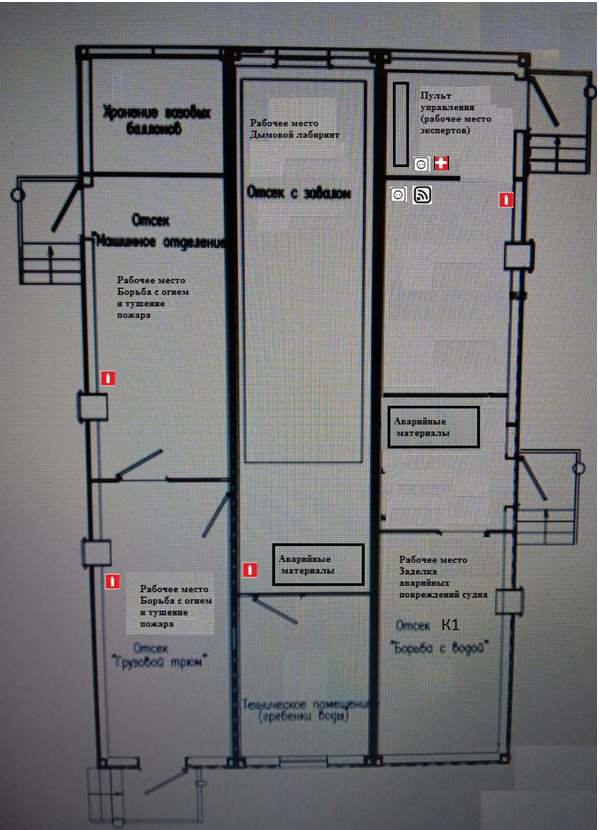 Хранение газовых
баллонов
Отсек
"Машинное отделение"
Рабочее место
Борьба с огнем
и тушение
пожара
Рабочее место
Борьба с огнем
и тушение
пожара
Отсек
"Грузовой трюм"
Рабочее место
Дымовой лабиринт
Отсек с завалом
Аварийные
материалы
Техническое помещение
(гребенки воды)
Пульт
управления
(рабочее место
экспертов)
Аварийные
материалы
Рабочее место
Заделка
аварийных
повреждений судна
Отсек К1
"Борьба с водой"